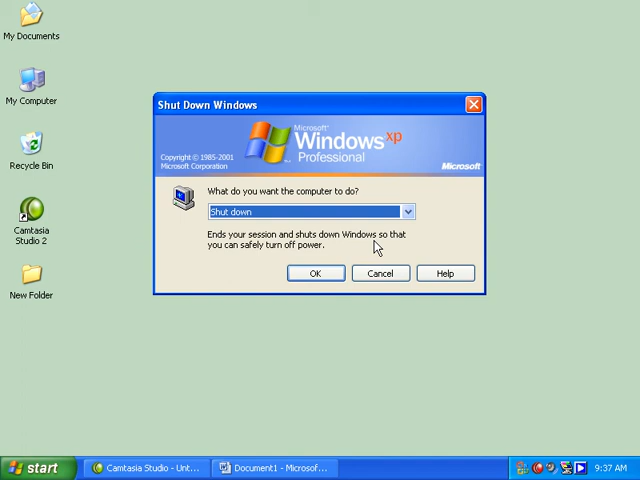 My Documents
My Computer
Recycle Bin
Camtasia
Studio 2
New Folder
Shut Down Windows
Microsoft
Windows xp
Professional
Copyright © 1985-2001
Microsoft Corporation
Microsoft
What do you want the computer to do?
Shut down
Ends your session and shuts down Windows so that
you can safely turn off power.
OK
Cancel
Help
start
Camtasia Studio - Unt...
Document1 - Microsof...
9:37 AM